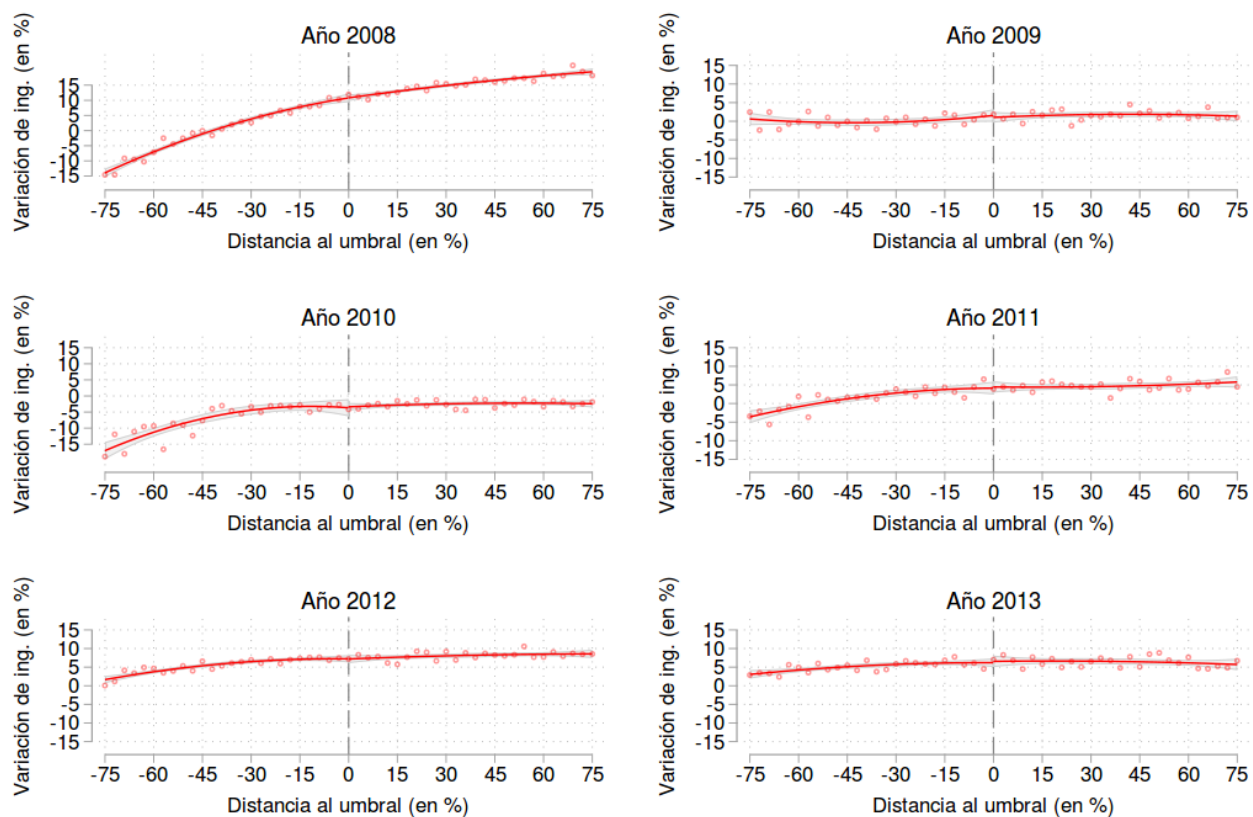 Año 2008
Variación de ing. (en %)
15
10
5
0
-5
-10
-15
-75 -60 -45 -30 -15 0 15 30 45 60 75
Distancia al umbral (en %)
Año 2009
Variación de ing. (en %)
15
10
5
0
-5
-10
-15
-75 -60 -45 -30 -15 0 15 30 45 60 75
Distancia al umbral (en %)
Año 2010
Variación de ing. (en %)
15
10
5
0
-5
-10
-15
-75 -60 -45 -30 -15 0 15 30 45 60 75
Distancia al umbral (en %)
Año 2011
Variación de ing. (en %)
15
10
5
0
-5
-10
-15
-75 -60 -45 -30 -15 0 15 30 45 60 75
Distancia al umbral (en %)
Año 2012
Variación de ing. (en %)
15
10
5
0
-5
-10
-15
-75 -60 -45 -30 -15 0 15 30 45 60 75
Distancia al umbral (en %)
Año 2013
Variación de ing. (en %)
15
10
5
0
-5
-10
-15
-75 -60 -45 -30 -15 0 15 30 45 60 75
Distancia al umbral (en %)